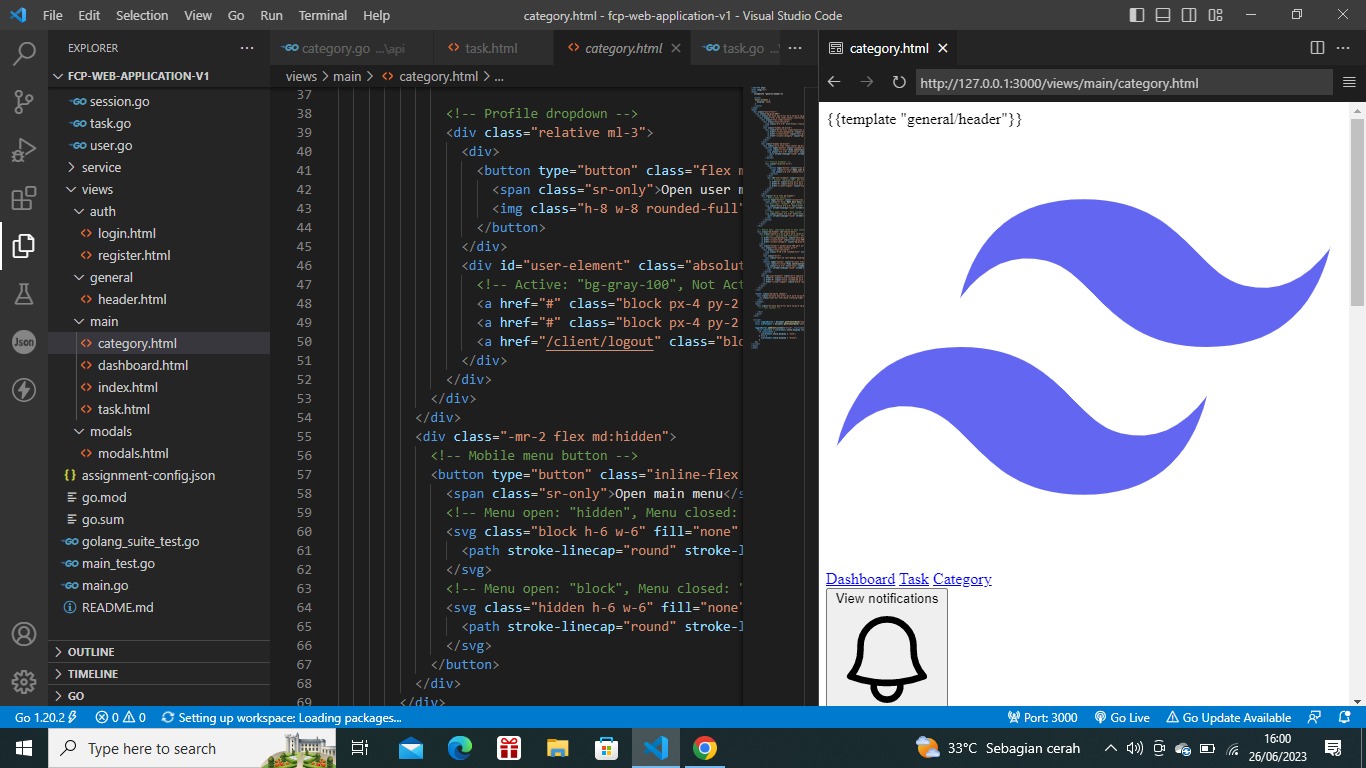 File Edit Selection View Go Run Terminal Help category.html - fcp-web-application-v1 - Visual Studio Code
EXPLORER
FCP-WEB-APPLICATION-V1
session.go
task.go
user.go
service
views
auth
login.html
register.html
general
header.html
main
category.html
dashboard.html
index.html
task.html
modals
modals.html
assignment-config.json
go.mod
go.sum
golang_suite_test.go
main_test.go
main.go
README.md
OUTLINE
TIMELINE
GO
Json
category.go ...\api task.html category.html task.go ...\
views > main > category.html > ...
37
38 <!-- Profile dropdown -->
39 <div class="relative ml-3">
40 <div>
41 <button type="button" class="flex m
42 <span class="sr-only">Open user m
43 <img class="h-8 w-8 rounded-full"
44 </button>
45 </div>
46 <div id="user-element" class="absolut
47 <!-- Active: "bg-gray-100", Not Act
48 <a href="#" class="block px-4 py-2
49 <a href="#" class="block px-4 py-2
50 <a href="/client/logout" class="blo
51 </div>
52 </div>
53 </div>
54 </div>
55 <div class="-mr-2 flex md:hidden">
56 <!-- Mobile menu button -->
57 <button type="button" class="inline-flex
58 <span class="sr-only">Open main menu</s
59 <!-- Menu open: "hidden", Menu closed:
60 <svg class="block h-6 w-6" fill="none"
61 <path stroke-linecap="round" stroke-l
62 </svg>
63 <!-- Menu open: "block", Menu closed: "
64 <svg class="hidden h-6 w-6" fill="none"
65 <path stroke-linecap="round" stroke-l
66 </svg>
67 </button>
68 </div>
69 </div>
category.html
http://127.0.0.1:3000/views/main/category.html
{{template "general/header"}}
Dashboard Task Category
View notifications
Go 1.20.2 0 0 Setting up workspace: Loading packages... Port: 3000 Go Live Go Update Available
Type here to search 33°C Sebagian cerah
16:00
26/06/2023